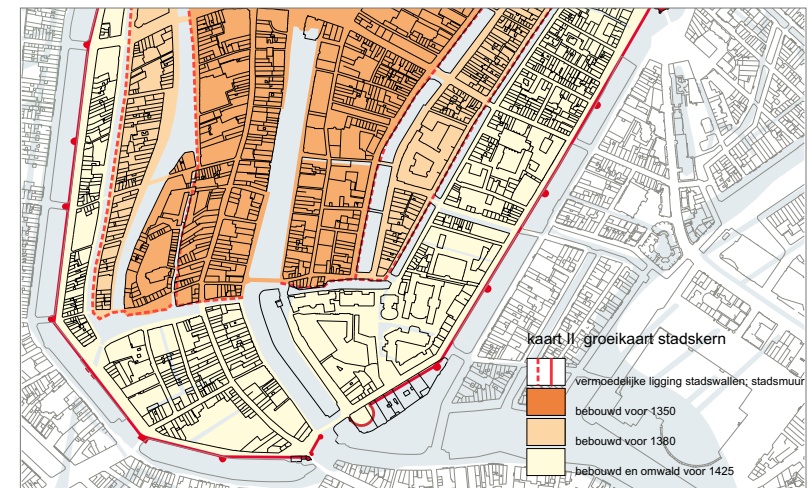 kaart II groeikaart stadskern
vermoedelijke ligging stadswallen; stadsmuur
bebouwd voor 1350
bebouwd voor 1380
bebouwd en omwald voor 1425